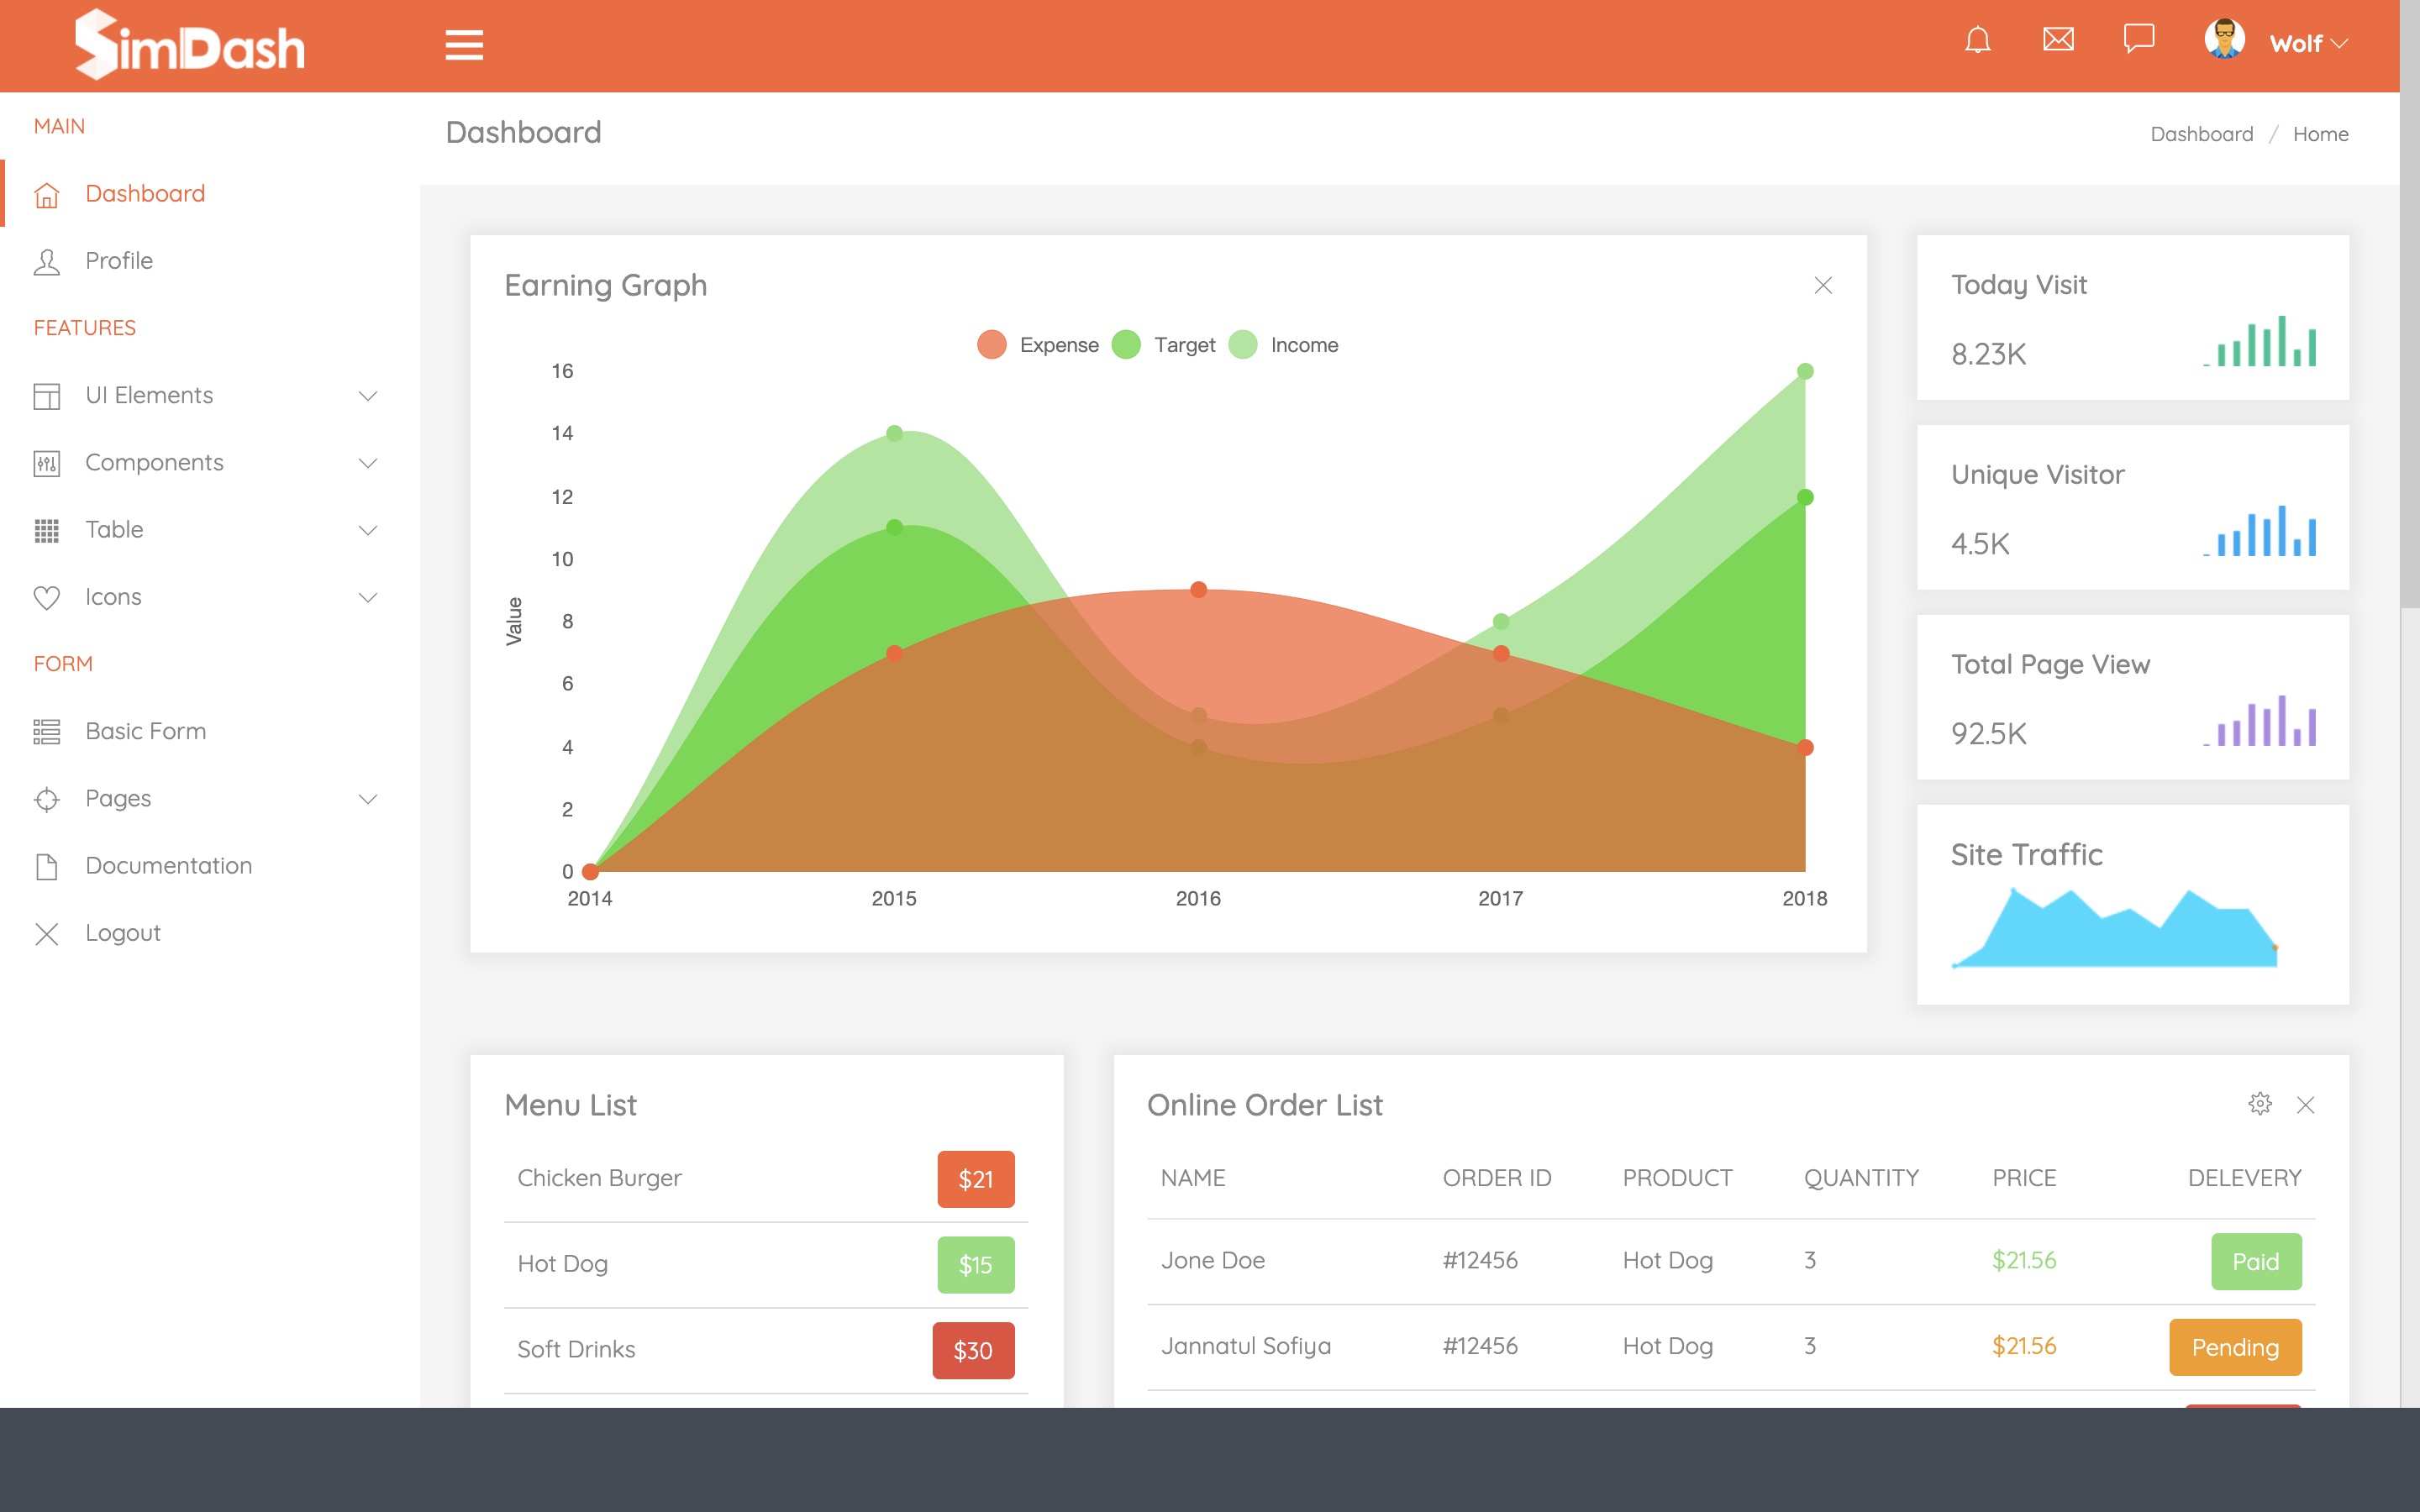 SimDash
Wolf
MAIN
Dashboard
Profile
FEATURES
UI Elements
Components
Table
Icons
FORM
Basic Form
Pages
Documentation
Logout
Dashboard
Dashboard / Home
Earning Graph
Expense Target Income
Value
16
14
12
10
8
6
4
2
0
2014 2015 2016 2017 2018
Today Visit
8.23K
Unique Visitor
4.5K
Total Page View
92.5K
Site Traffic
Menu List
Chicken Burger $21
Hot Dog $15
Soft Drinks $30
Online Order List
NAME ORDER ID PRODUCT QUANTITY PRICE DELEVERY
Jone Doe #12456 Hot Dog 3 $21.56 Paid
Jannatul Sofiya #12456 Hot Dog 3 $21.56 Pending